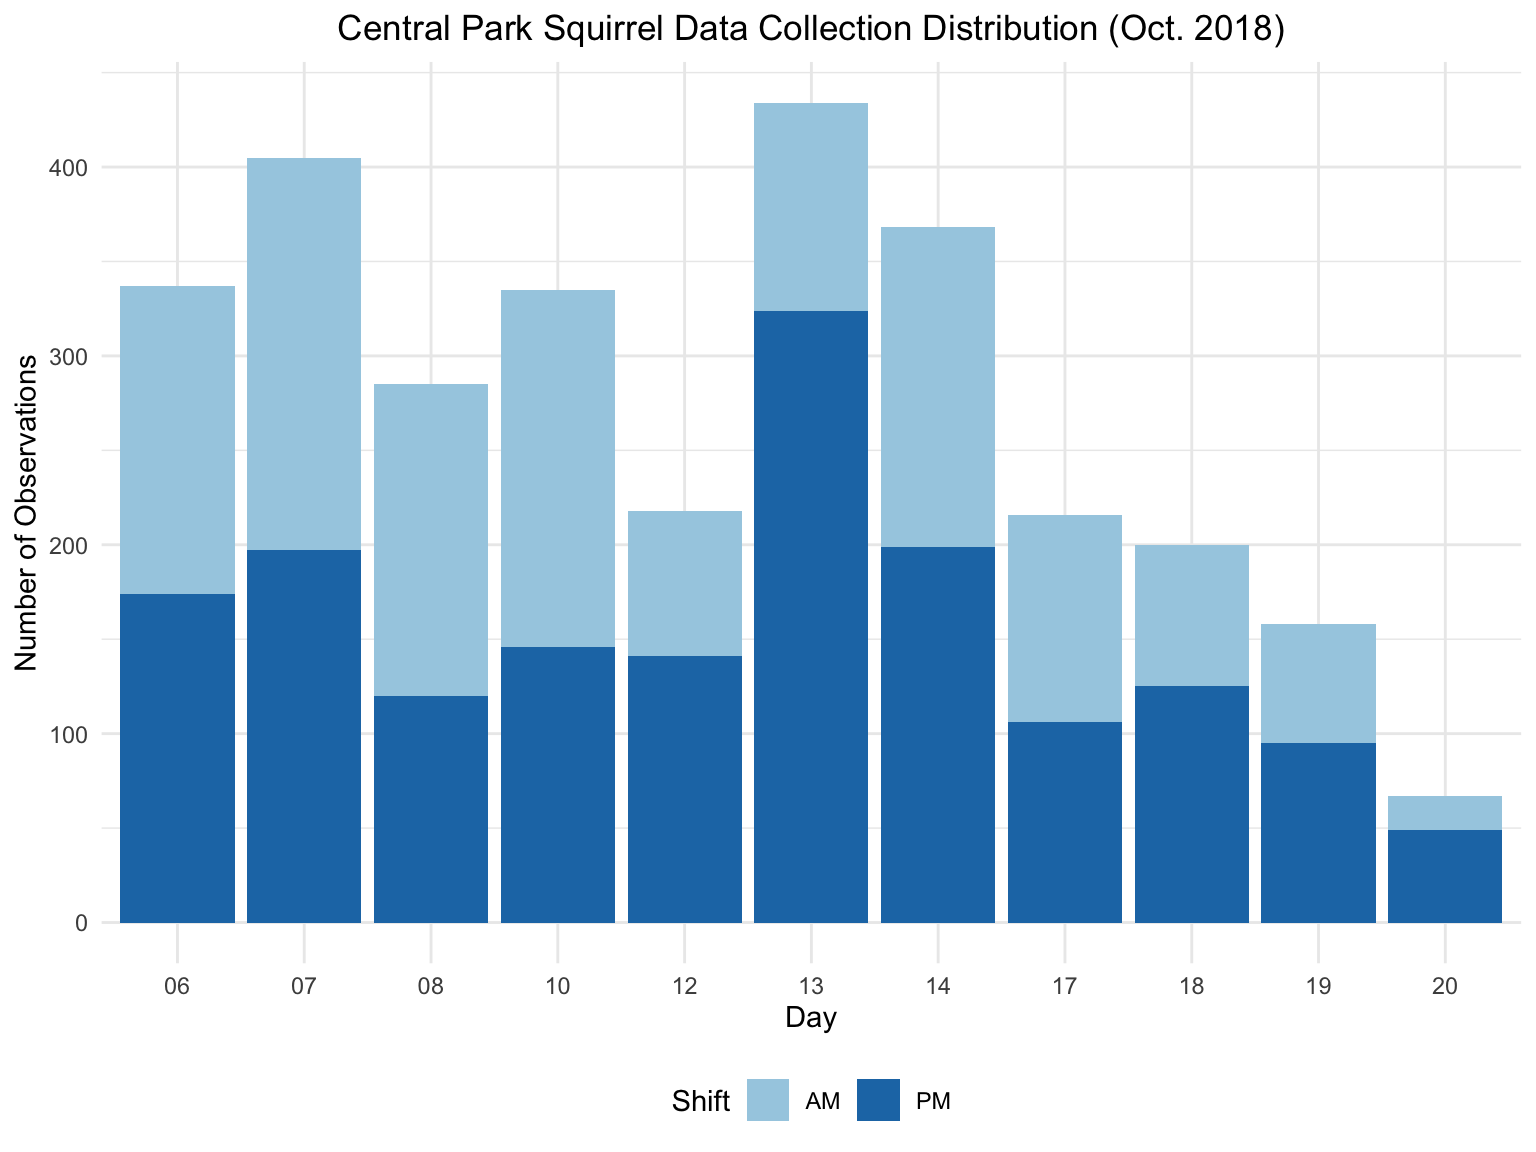 Central Park Squirrel Data Collection Distribution (Oct. 2018)
Number of Observations
400
300
200
100
0
06 07 08 10 12 13 14 17 18 19 20
Day
Shift AM PM